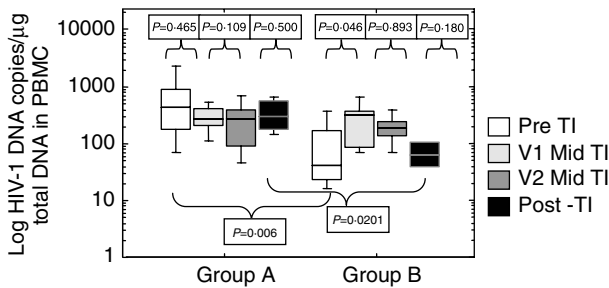 P=0·465 P=0·109 P=0·500 P=0·046 P=0·893 P=0·180
Log HIV-1 DNA copies/µg
total DNA in PBMC
10000
1000
100
10
1
Pre TI
V1 Mid TI
V2 Mid TI
Post -TI
P=0·006
P=0·0201
Group A Group B